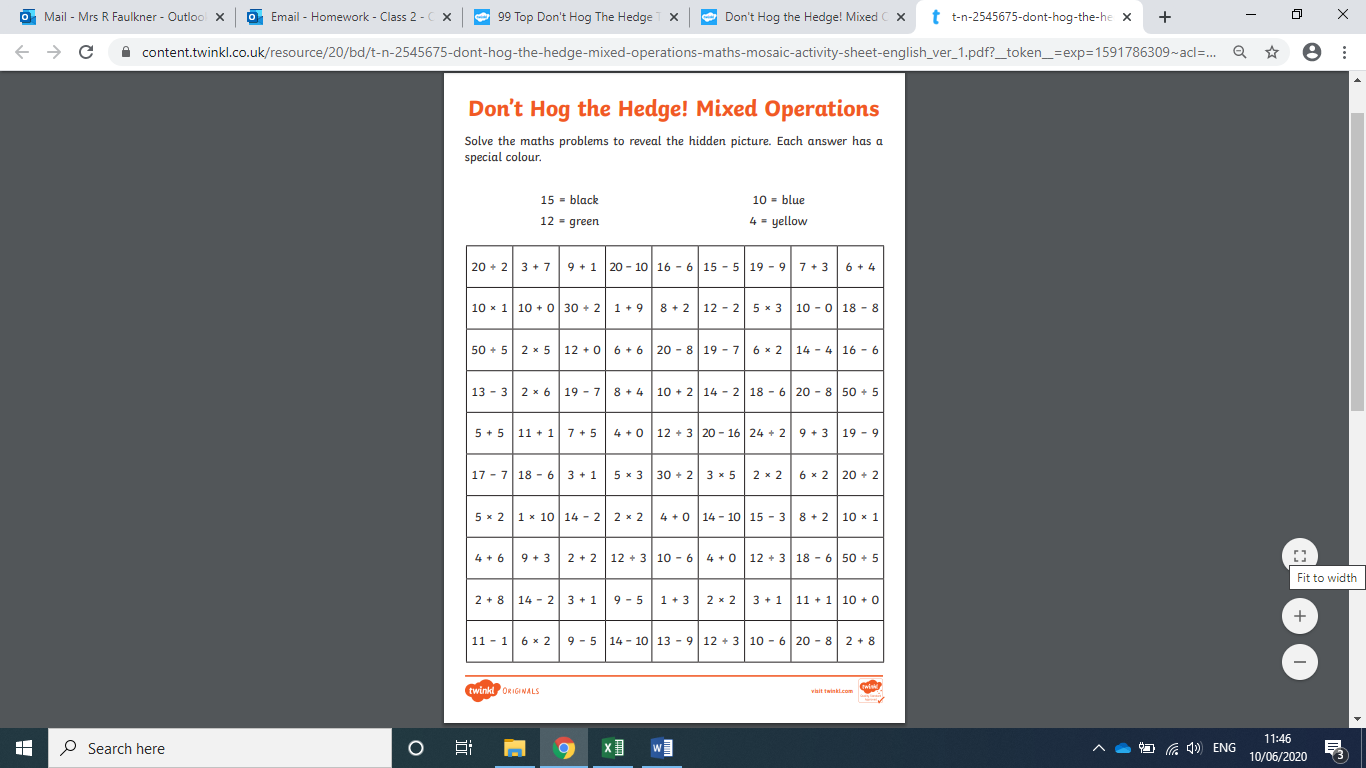 Mail - Mrs R Faulkner - Outloo
Email - Homework - Class 2 - C
99 Top Don't Hog The Hedge T
Don't Hog the Hedge! Mixed C
t-n-2545675-dont-hog-the-he
content.twinkl.co.uk/resource/20/bd/t-n-2545675-dont-hog-the-hedge-mixed-operations-maths-mosaic-activity-sheet-english_ver_1.pdf?__token__=exp=1591786309~acl=...
Don't Hog the Hedge! Mixed Operations
Solve the maths problems to reveal the hidden picture. Each answer has a
special colour.
15 = black 10 = blue
12 = green 4 = yellow
20 ÷ 2 3 + 7 9 + 1 20 – 10 16 – 6 15 – 5 19 – 9 7 + 3 6 + 4
10 × 1 10 + 0 30 ÷ 2 1 + 9 8 + 2 12 – 2 5 × 3 10 – 0 18 – 8
50 ÷ 5 2 × 5 12 + 0 6 + 6 20 – 8 19 – 7 6 × 2 14 – 4 16 – 6
13 – 3 2 × 6 19 – 7 8 + 4 10 + 2 14 – 2 18 – 6 20 – 8 50 ÷ 5
5 + 5 11 + 1 7 + 5 4 + 0 12 ÷ 3 20 – 16 24 ÷ 2 9 + 3 19 – 9
17 – 7 18 – 6 3 + 1 5 × 3 30 ÷ 2 3 × 5 2 × 2 6 × 2 20 ÷ 2
5 × 2 1 × 10 14 – 2 2 × 2 4 + 0 14 – 10 15 – 3 8 + 2 10 × 1
4 + 6 9 + 3 2 + 2 12 ÷ 3 10 – 6 4 + 0 12 ÷ 3 18 – 6 50 ÷ 5
2 + 8 14 – 2 3 + 1 9 – 5 1 + 3 2 × 2 3 + 1 11 + 1 10 + 0
11 – 1 6 × 2 9 – 5 14 – 10 13 – 9 12 ÷ 3 10 – 6 20 – 8 2 + 8
Fit to width
twinkl ORIGINALS
visit twinkl.com
twinkl
Search here
ENG
11:46
10/06/2020
3